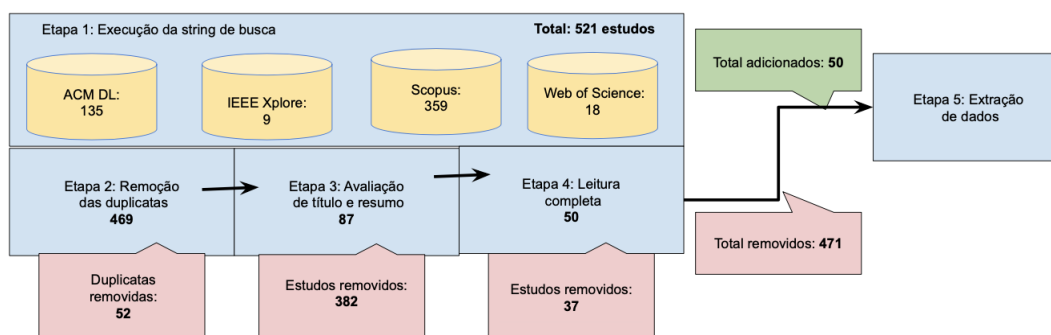 Etapa 1: Execução da string de busca
Total: 521 estudos
ACM DL:
135
IEEE Xplore:
9
Scopus:
359
Web of Science:
18
Total adicionados: 50
Etapa 5: Extração
de dados
Etapa 2: Remoção
das duplicatas
469
Etapa 3: Avaliação
de título e resumo
87
Etapa 4: Leitura
completa
50
Total removidos: 471
Duplicatas
removidas:
52
Estudos removidos:
382
Estudos removidos:
37